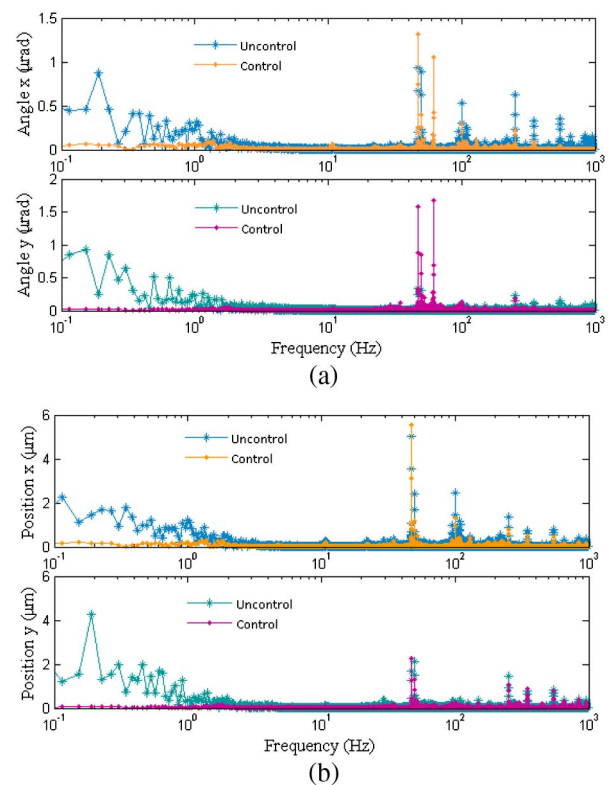 1.5
1
0.5
0
Angle x (μrad)
Uncontrol
Control
10⁻¹ 10⁰ 10¹ 10² 10³
2
1.5
1
0.5
0
Angle y (μrad)
Uncontrol
Control
10⁻¹ 10⁰ 10¹ 10² 10³
Frequency (Hz)
(a)
6
4
2
0
Position x (μm)
Uncontrol
Control
10⁻¹ 10⁰ 10¹ 10² 10³
6
4
2
0
Position y (μm)
Uncontrol
Control
10⁻¹ 10⁰ 10¹ 10² 10³
Frequency (Hz)
(b)